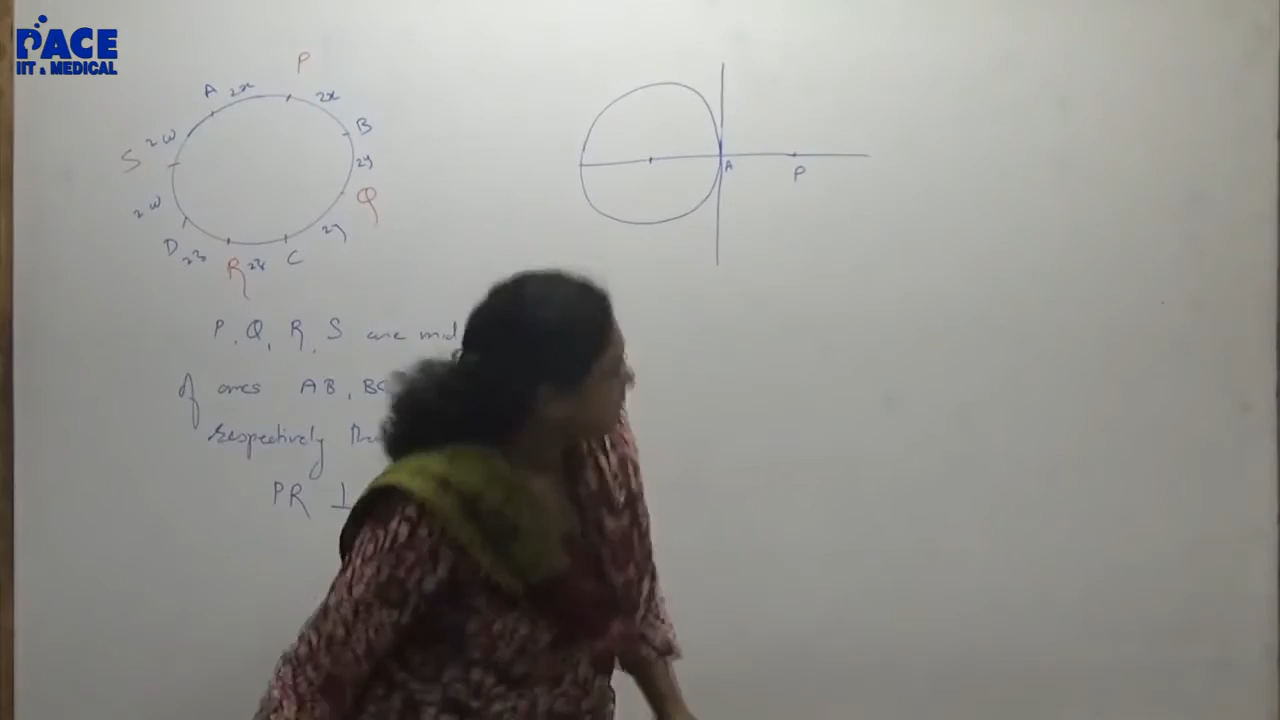 PACE
IIT & MEDICAL
P
A 2x 2x
B
S 2w 2y
2w Q
2y
D 2z R 2z C
A P
P, Q, R, S are mid
of arcs AB, BC
respectively
PR ⊥